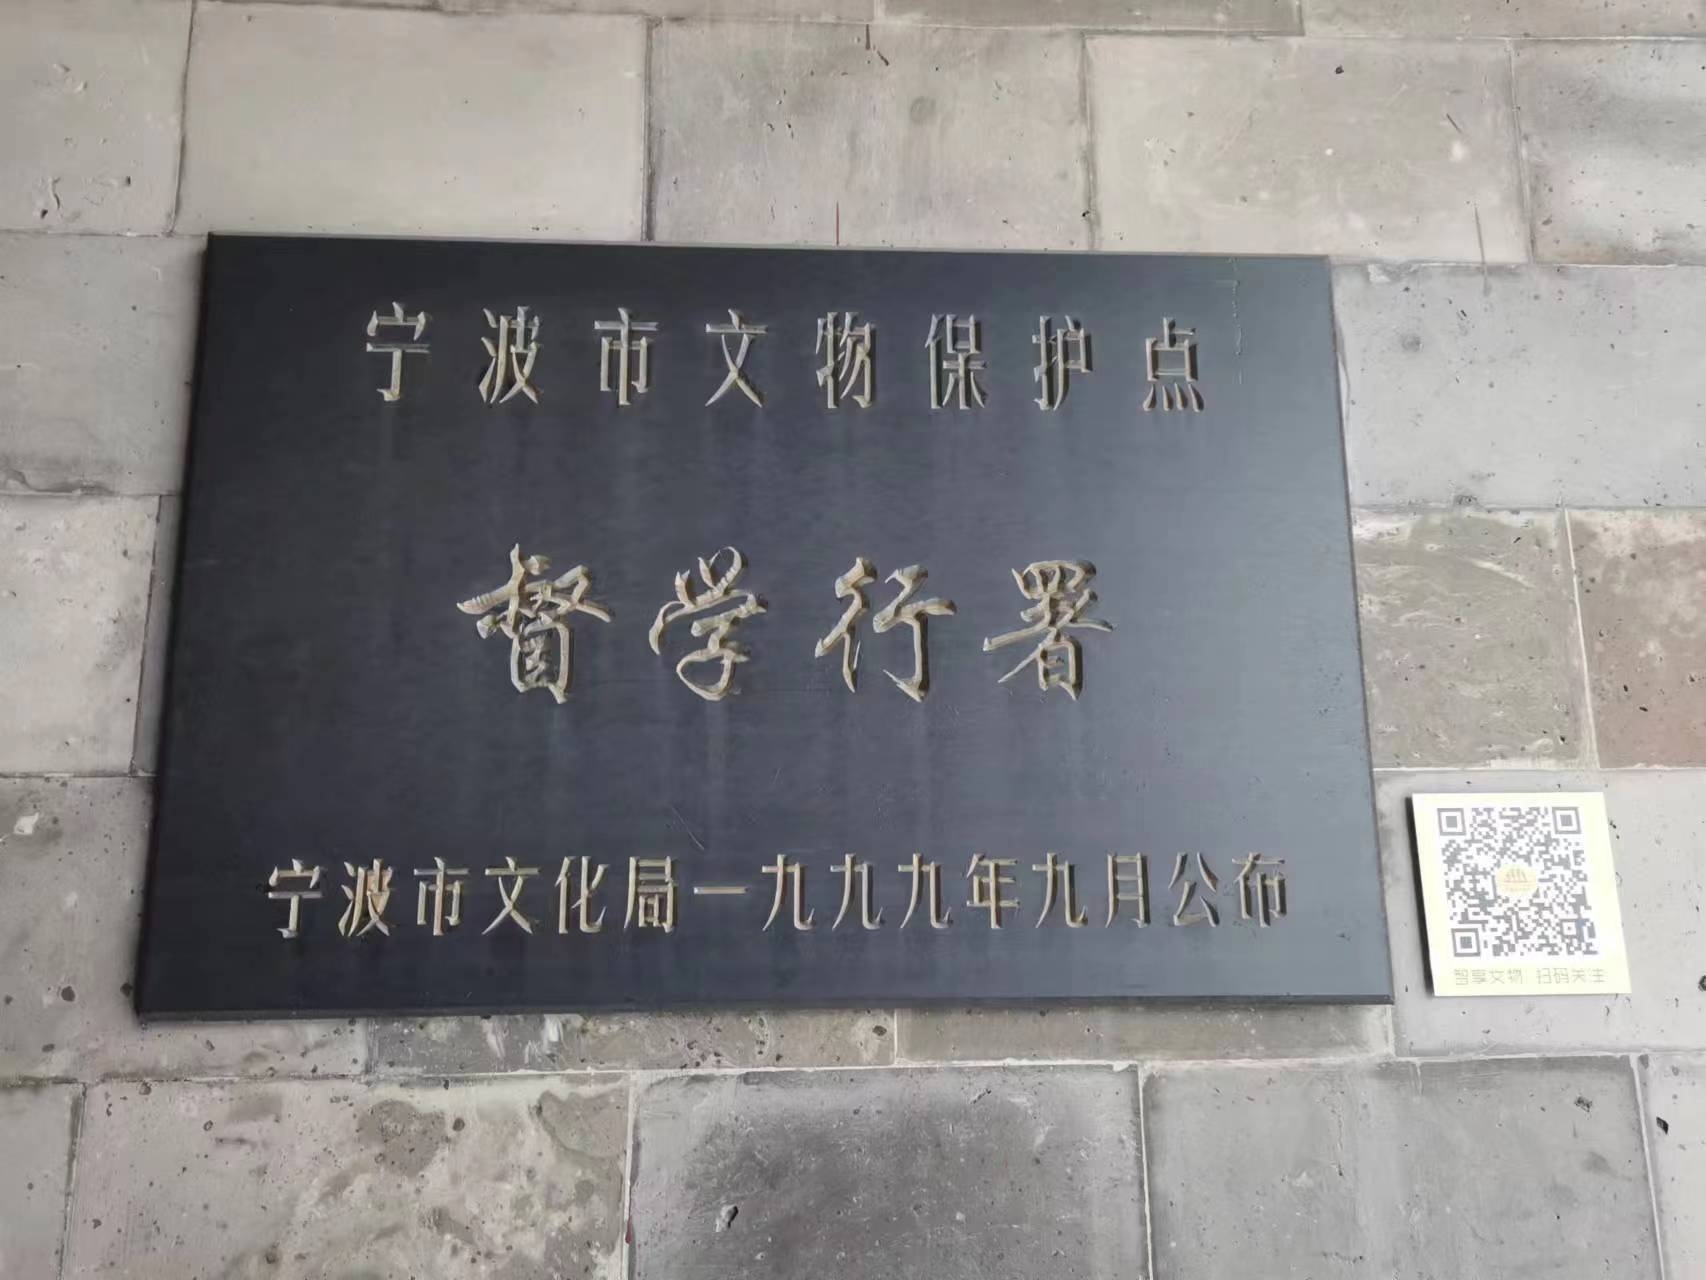 宁波市文物保护点
督学行署
宁波市文化局一九九九年九月公布
智享文物 扫码关注